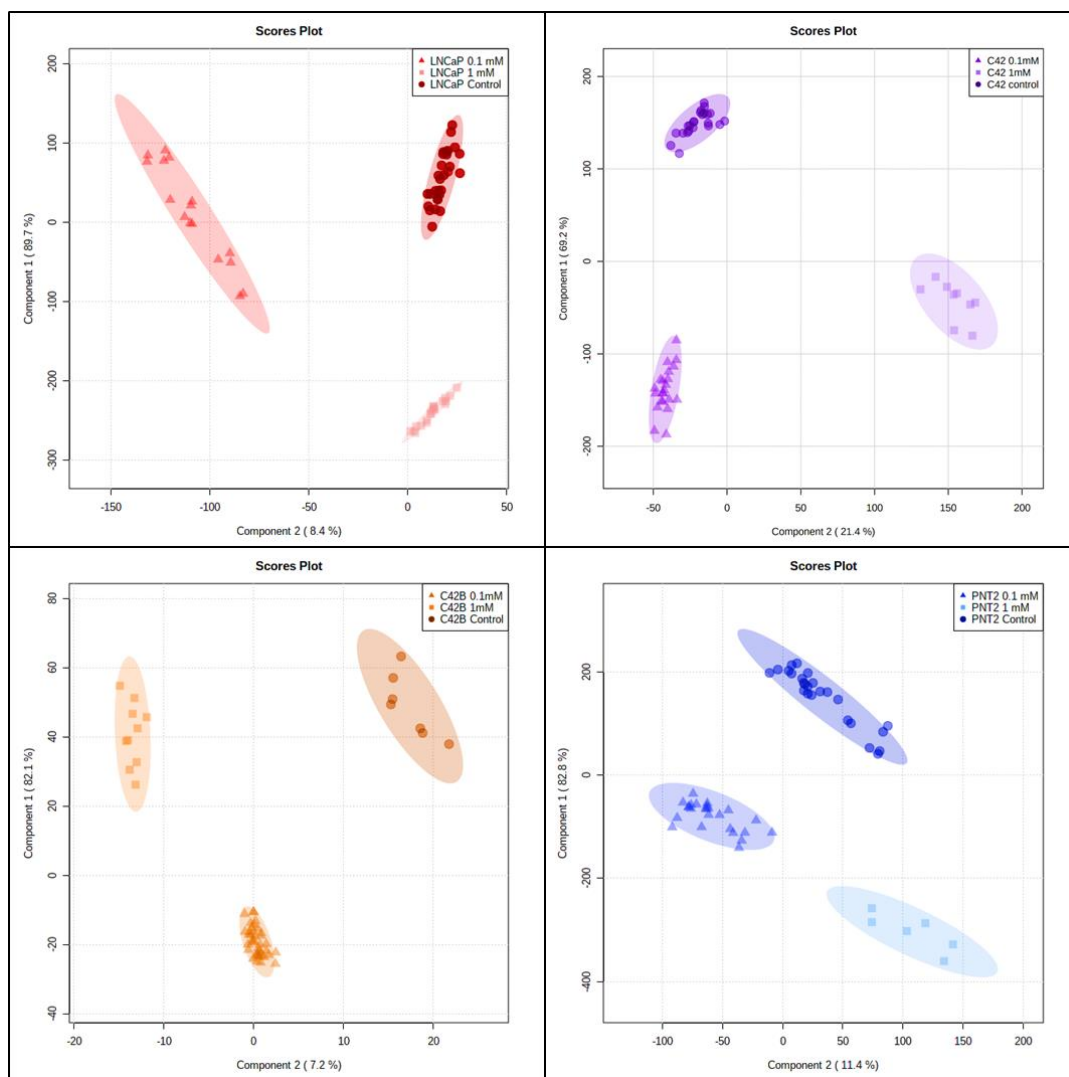 Scores Plot
LNCaP 0.1 mM
LNCaP 1 mM
LNCaP Control
Component 1 ( 89.7 %)
200
100
0
-100
-200
-300
-150
-100
-50
0
50
Component 2 ( 8.4 %)
Scores Plot
C42 0.1mM
C42 1mM
C42 control
Component 1 ( 69.2 %)
100
0
-100
-200
-50
0
50
100
150
200
Component 2 ( 21.4 %)
Scores Plot
C42B 0.1mM
C42B 1mM
C42B Control
Component 1 ( 82.1 %)
80
60
40
20
0
-20
-40
-20
-10
0
10
20
Component 2 ( 7.2 %)
Scores Plot
PNT2 0.1 mM
PNT2 1 mM
PNT2 Control
Component 1 ( 82.8 %)
200
0
-200
-400
-100
-50
0
50
100
150
200
Component 2 ( 11.4 %)